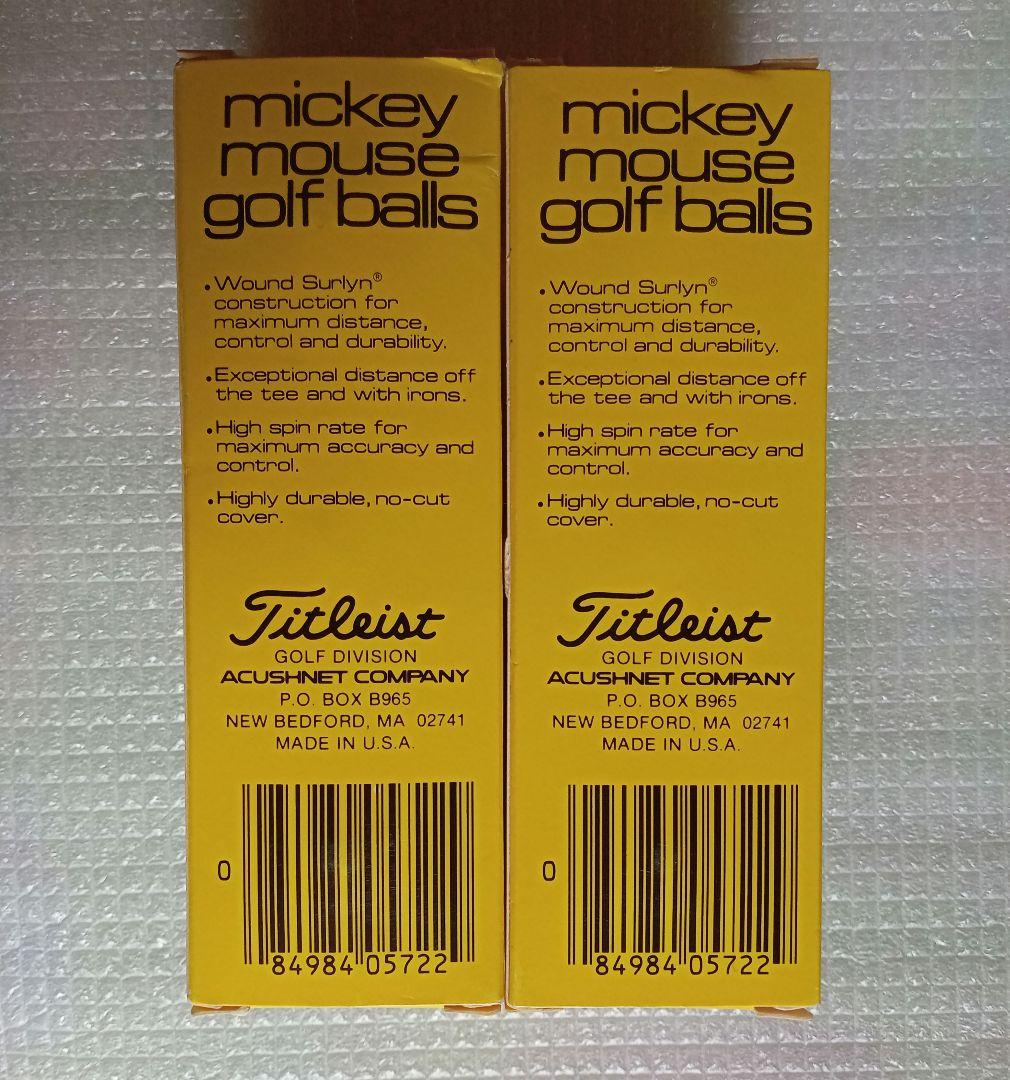 mickey
mouse
golf balls
• Wound Surlyn®
construction for
maximum distance,
control and durability.
• Exceptional distance off
the tee and with irons.
• High spin rate for
maximum accuracy and
control.
• Highly durable, no-cut
cover.
Titleist
GOLF DIVISION
ACUSHNET COMPANY
P.O. BOX B965
NEW BEDFORD, MA 02741
MADE IN U.S.A.
0
84984 05722
mickey
mouse
golf balls
• Wound Surlyn®
construction for
maximum distance,
control and durability.
• Exceptional distance off
the tee and with irons.
• High spin rate for
maximum accuracy and
control.
• Highly durable, no-cut
cover.
Titleist
GOLF DIVISION
ACUSHNET COMPANY
P.O. BOX B965
NEW BEDFORD, MA 02741
MADE IN U.S.A.
0
84984 05722